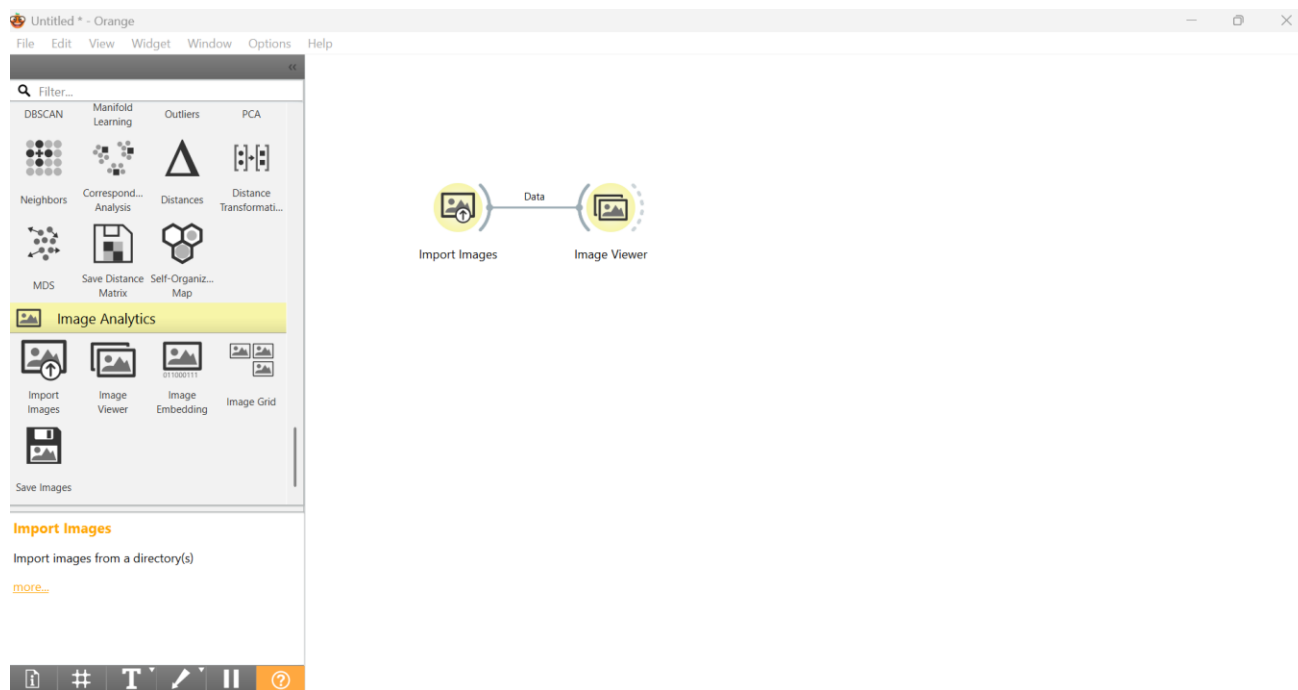 Untitled * - Orange
File Edit View Widget Window Options Help
Filter...
DBSCAN
Manifold
Learning
Outliers
PCA
Neighbors
Correspond...
Analysis
Distances
Distance
Transformati...
MDS
Save Distance
Matrix
Self-Organiz...
Map
Image Analytics
Import
Images
Image
Viewer
011000111
Image
Embedding
Image Grid
Save Images
Import Images
Import images from a directory(s)
more...
T
Data
Import Images
Image Viewer